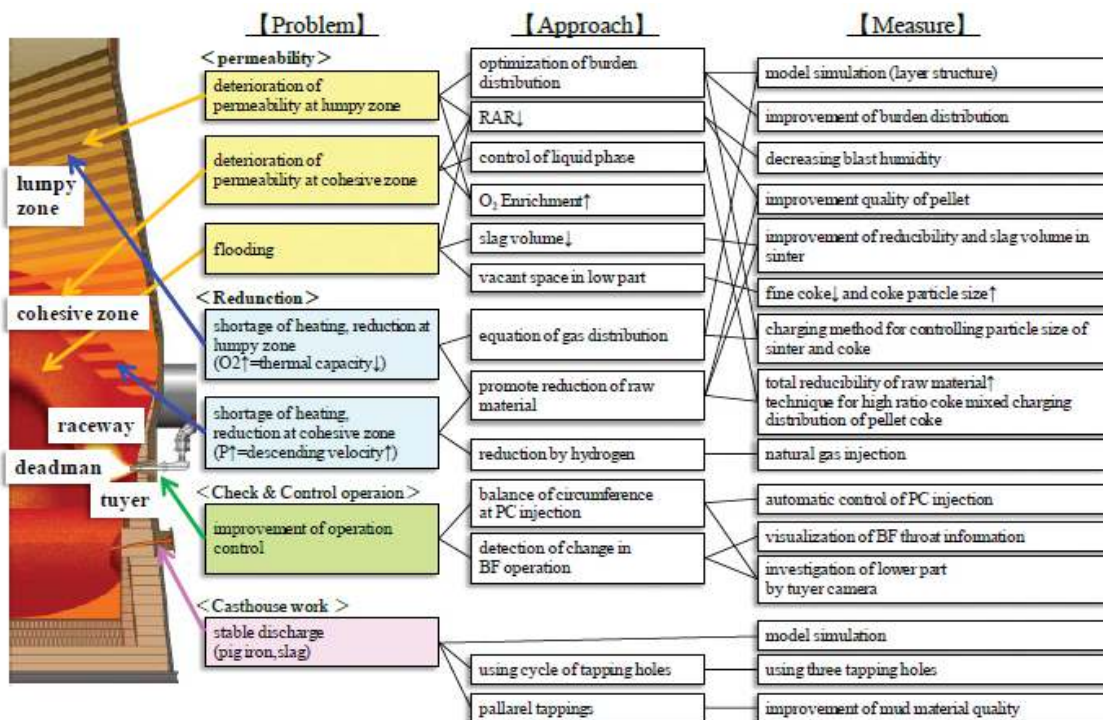 【Problem】
【Approach】
【Measure】
＜permeability＞
deterioration of
permeability at lumpy zone
deterioration of
permeability at cohesive zone
flooding
＜Redunction＞
shortage of heating, reduction at
lumpy zone
(O2↑=thermal capacity↓)
shortage of heating,
reduction at cohesive zone
(P↑=descending velocity↑)
＜Check & Control operaion＞
improvement of operation
control
＜Casthouse work ＞
stable discharge
(pig iron,slag)
optimization of burden
distribution
RAR↓
control of liquid phase
O₂ Enrichment↑
slag volume↓
vacant space in low part
equation of gas distribution
promote reduction of raw
material
reduction by hydrogen
balance of circumference
at PC injection
detection of change in
BF operation
using cycle of tapping holes
pallarel tappings
model simulation (layer structure)
improvement of burden distribution
decreasing blast humidity
improvement quality of pellet
improvement of reducibility and slag volume in
sinter
fine coke↓ and coke particle size↑
charging method for controlling particle size of
sinter and coke
total reducibility of raw material↑
technique for high ratio coke mixed charging
distribution of pellet coke
natural gas injection
automatic control of PC injection
visualization of BF throat information
investigation of lower part
by tuyer camera
model simulation
using three tapping holes
improvement of mud material quality
lumpy
zone
cohesive zone
raceway
deadman
tuyer